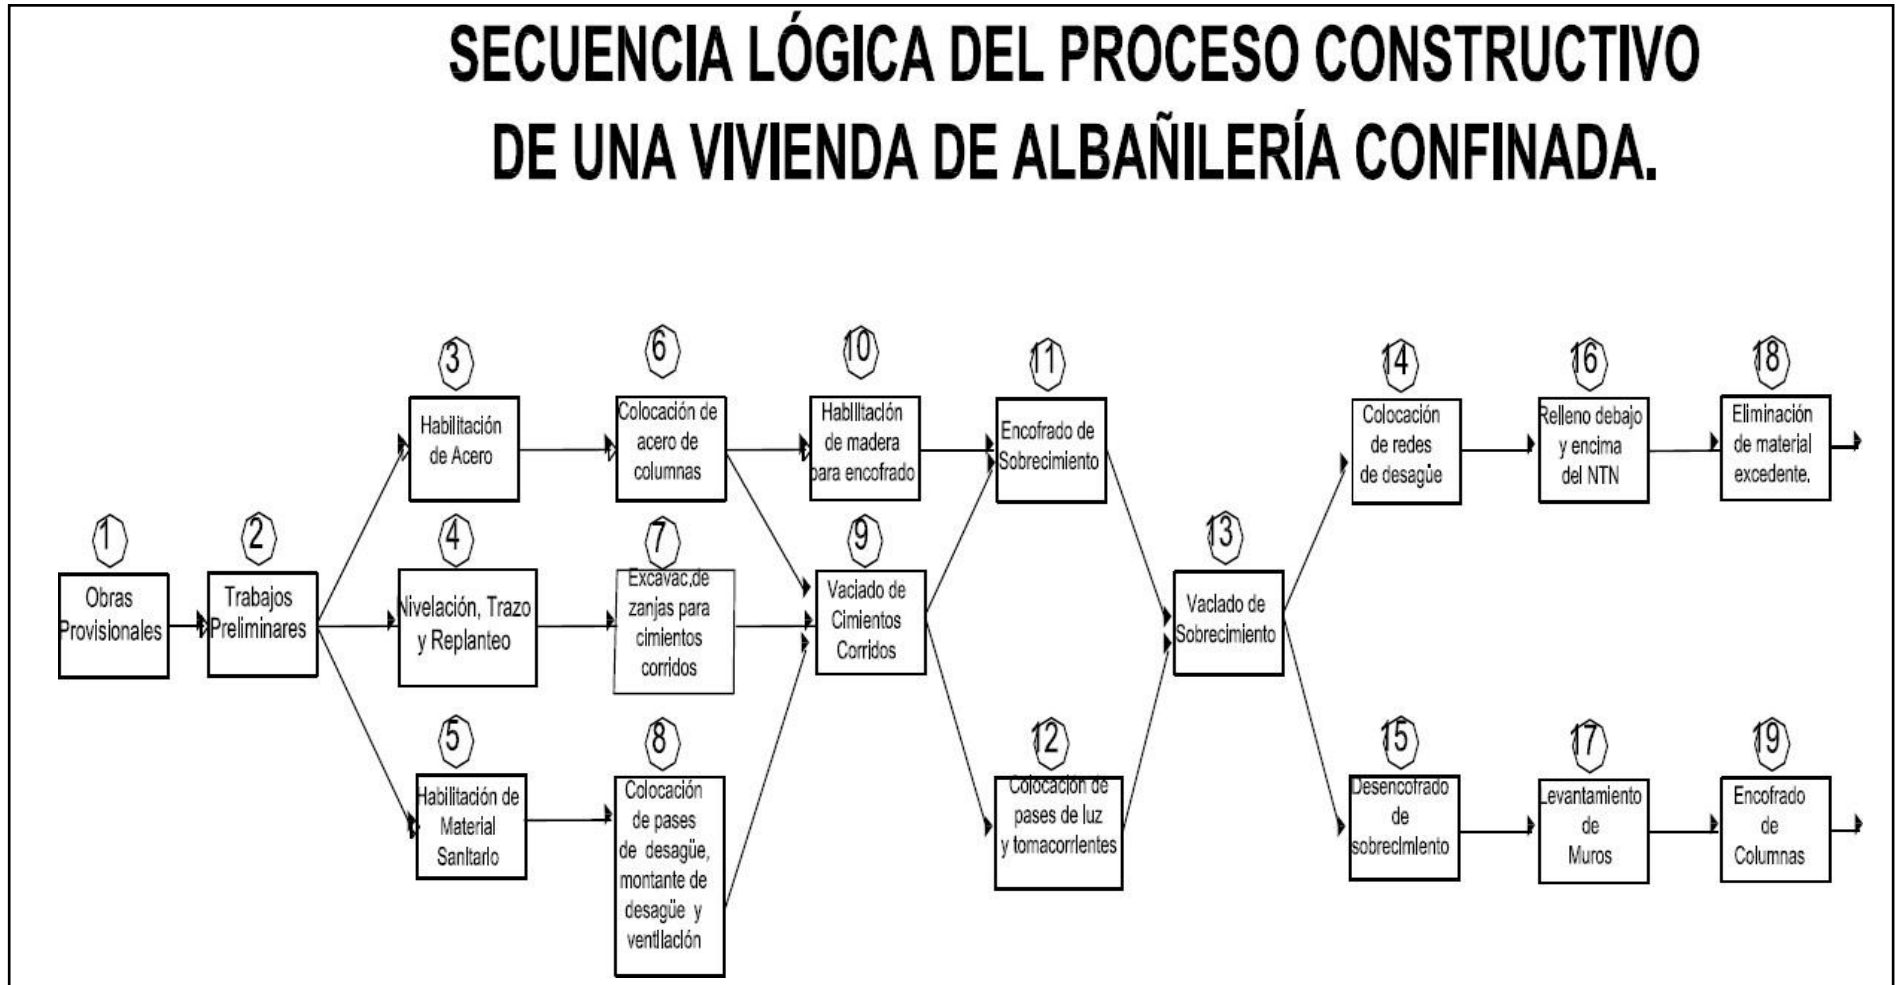 SECUENCIA LÓGICA DEL PROCESO CONSTRUCTIVO
DE UNA VIVIENDA DE ALBAÑILERÍA CONFINADA.
1
Obras
Provisionales
2
Trabajos
Preliminares
3
Habilitación
de Acero
4
Nivelación, Trazo
y Replanteo
5
Habilitación de
Material
Sanitario
6
Colocación de
acero de
columnas
7
Excavac,de
zanjas para
cimientos
corridos
8
Colocación
de pases
de desagüe,
montante de
desagüe y
ventilación
10
Habilitación
de madera
para encofrado
9
Vaciado de
Cimientos
Corridos
11
Encofrado de
Sobrecimiento
12
Colocación de
pases de luz
y tomacorrientes
13
Vaciado de
Sobrecimiento
14
Colocación
de redes
de desagüe
15
Desencofrado
de
sobrecimiento
16
Relleno debajo
y encima
del NTN
17
Levantamiento
de
Muros
18
Eliminación
de material
excedente.
19
Encofrado
de
Columnas